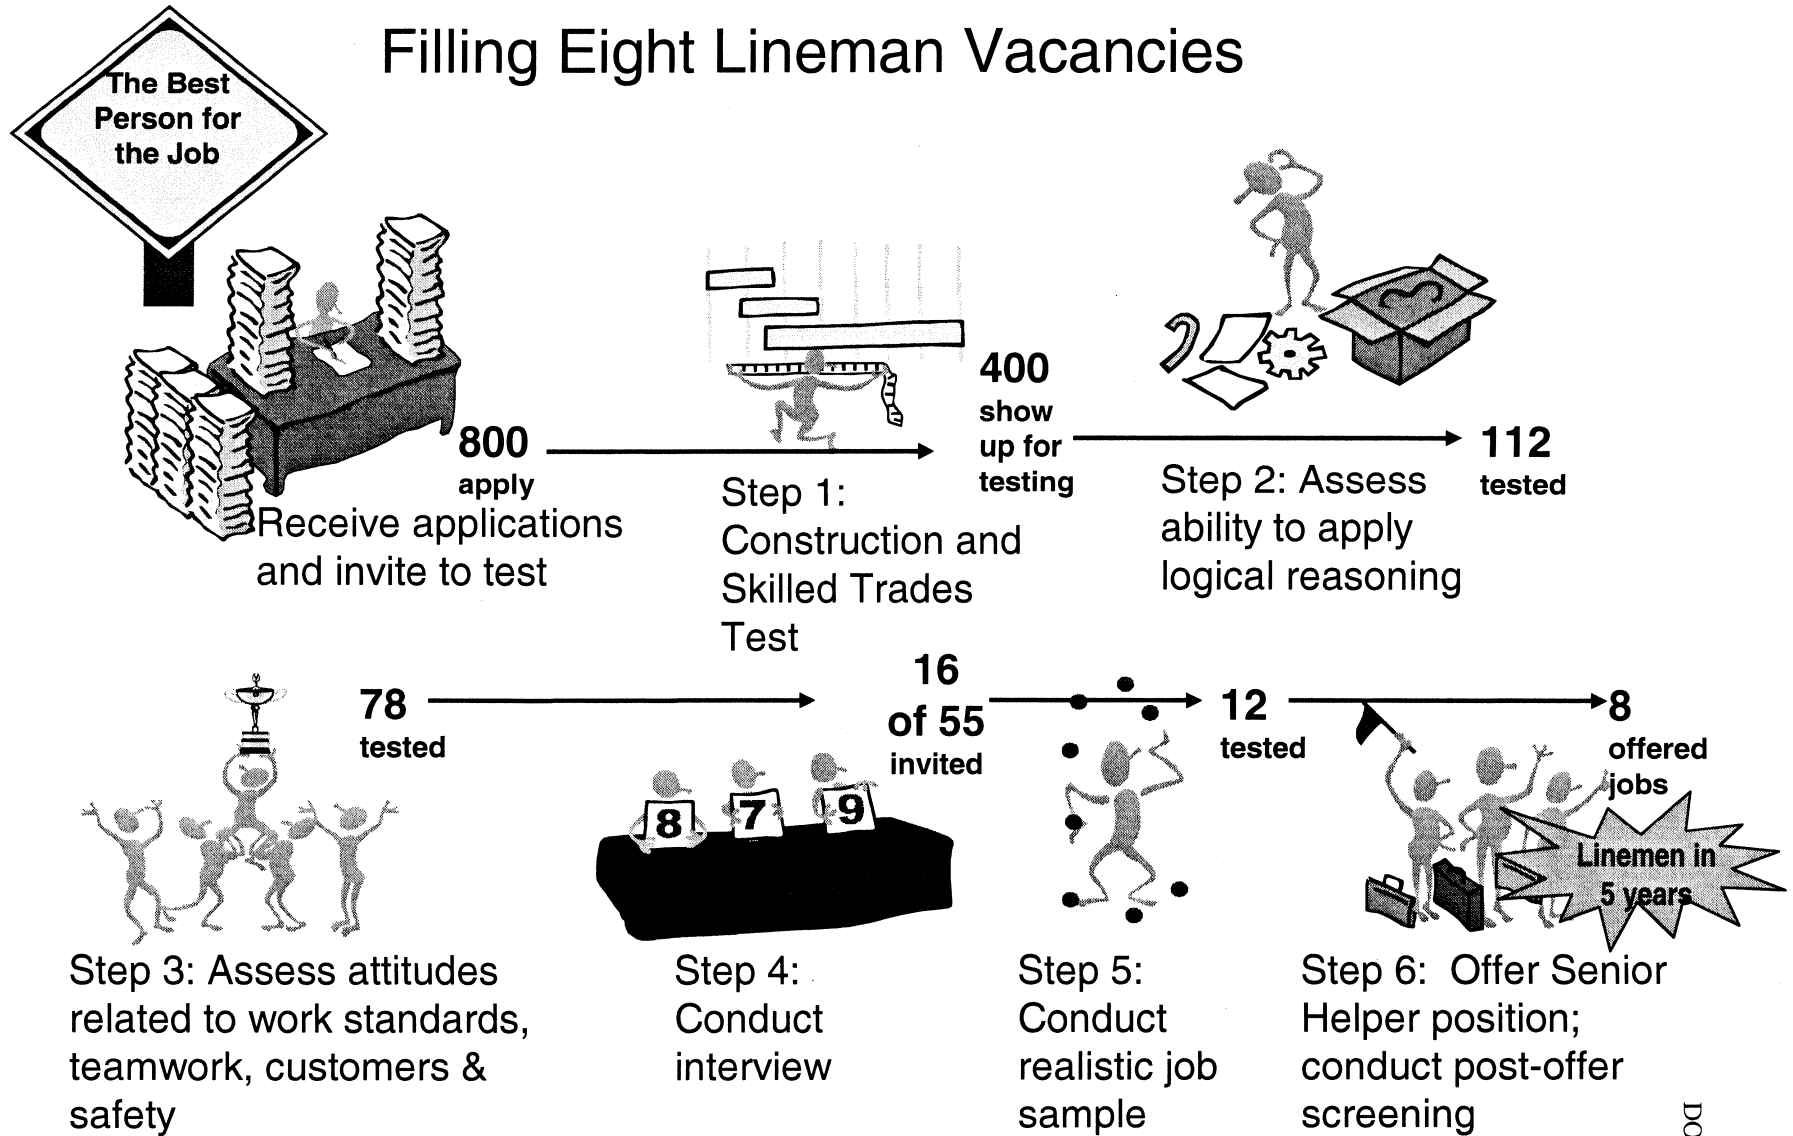 Filling Eight Lineman Vacancies
The Best
Person for
the Job
800
apply
Receive applications
and invite to test
Step 1:
Construction and
Skilled Trades
Test
400
show
up for
testing
Step 2: Assess
ability to apply
logical reasoning
112
tested
78
tested
Step 3: Assess attitudes
related to work standards,
teamwork, customers &
safety
8
7
9
Step 4:
Conduct
interview
16
of 55
invited
Step 5:
Conduct
realistic job
sample
12
tested
8
offered
jobs
Linemen in
5 years
Step 6: Offer Senior
Helper position;
conduct post-offer
screening